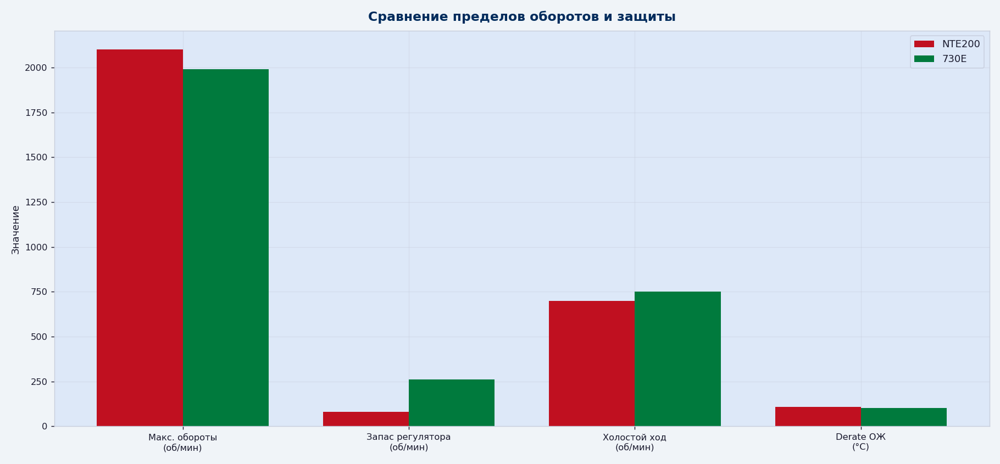 Сравнение пределов оборотов и защиты
NTE200
730E
Значение
2000
1750
1500
1250
1000
750
500
250
0
Макс. обороты
(об/мин)
Запас регулятора
(об/мин)
Холостой ход
(об/мин)
Derate ОЖ
(°C)